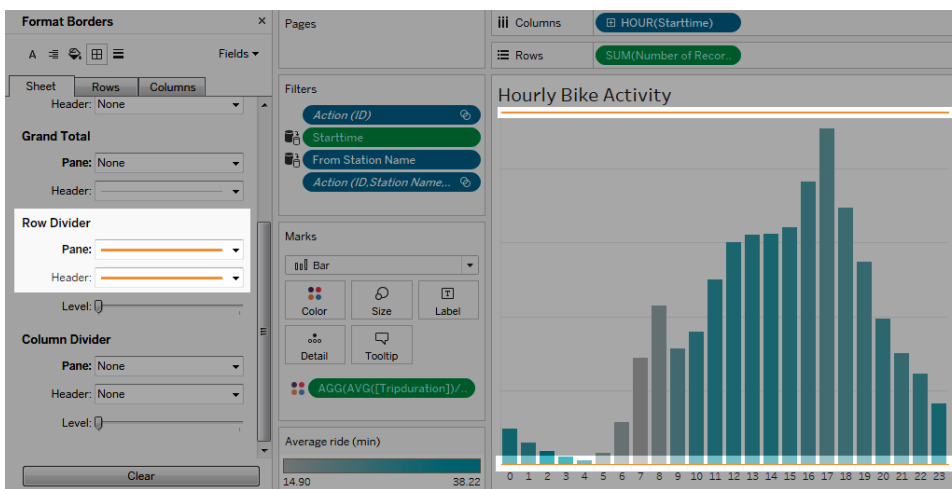 Format Borders ×
A Fields
Sheet Rows Columns
Header: None
Grand Total
Pane: None
Header:
Row Divider
Pane:
Header:
Level:
Column Divider
Pane: None
Header: None
Level:
Clear
Pages
Filters
Action (ID)
Starttime
From Station Name
Action (ID,Station Name...
Marks
Bar
Color Size Label
Detail Tooltip
AGG(AVG([Tripduration])/..
Average ride (min)
14.90 38.22
iii Columns HOUR(Starttime)
Rows SUM(Number of Recor..
Hourly Bike Activity
0 1 2 3 4 5 6 7 8 9 10 11 12 13 14 15 16 17 18 19 20 21 22 23